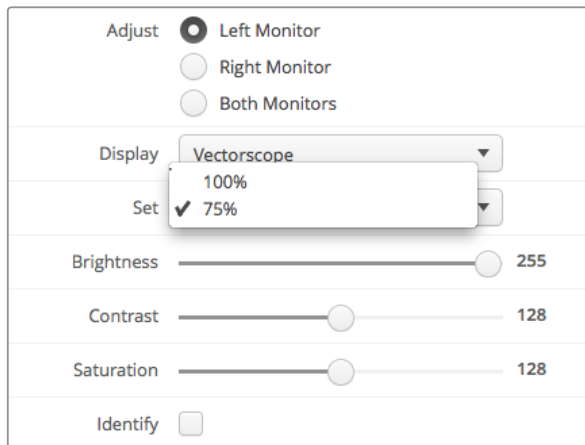 Adjust Left Monitor
Right Monitor
Both Monitors
Display Vectorscope
100%
Set ✓ 75%
Brightness 255
Contrast 128
Saturation 128
Identify